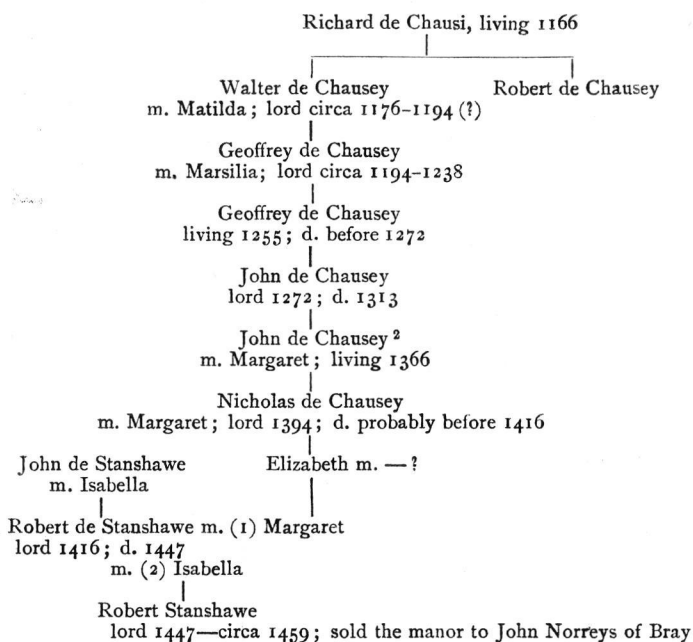 Richard de Chausi, living 1166
Walter de Chausey Robert de Chausey
m. Matilda; lord circa 1176-1194 (?)
Geoffrey de Chausey
m. Marsilia; lord circa 1194-1238
Geoffrey de Chausey
living 1255; d. before 1272
John de Chausey
lord 1272; d. 1313
John de Chausey ²
m. Margaret; living 1366
Nicholas de Chausey
m. Margaret; lord 1394; d. probably before 1416
John de Stanshawe Elizabeth m. — ?
m. Isabella
Robert de Stanshawe m. (1) Margaret
lord 1416; d. 1447
m. (2) Isabella
Robert Stanshawe
lord 1447—circa 1459; sold the manor to John Norreys of Bray